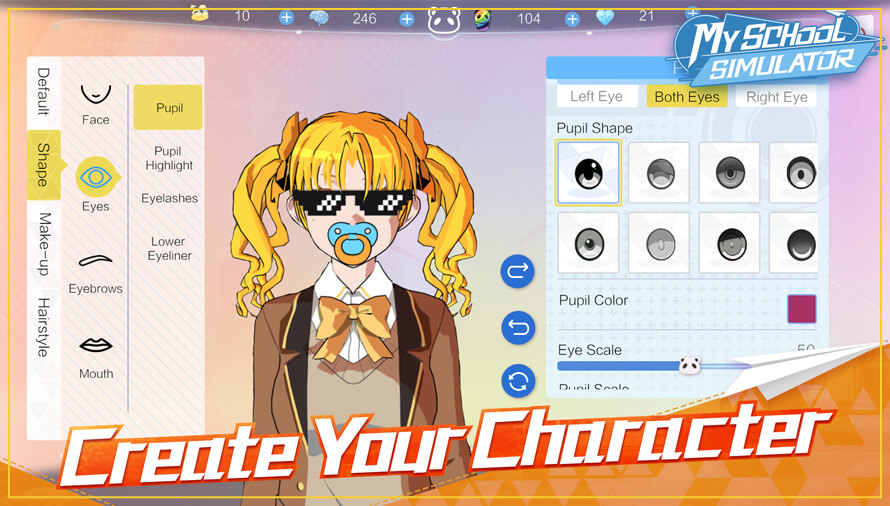 10
246
104
21
My School
Simulator
Default
Shape
Make-up
Hairstyle
Face
Eyes
Eyebrows
Mouth
Pupil
Pupil
Highlight
Eyelashes
Lower
Eyeliner
Left Eye
Both Eyes
Right Eye
Pupil Shape
Pupil Color
Eye Scale
50
Pupil Scale
Create Your Character